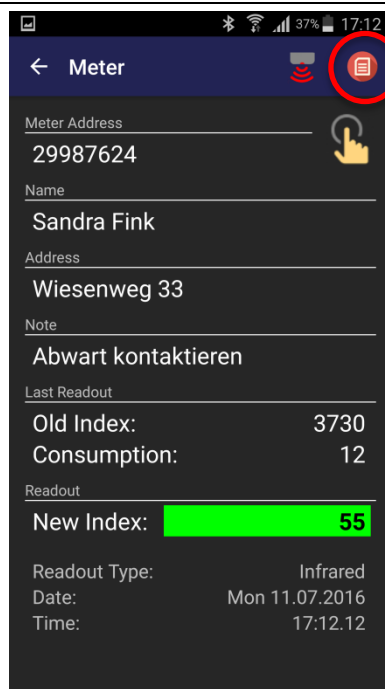 37% 17:12
Meter
Meter Address
29987624
Name
Sandra Fink
Address
Wiesenweg 33
Note
Abwart kontaktieren
Last Readout
Old Index: 3730
Consumption: 12
Readout
New Index: 55
Readout Type: Infrared
Date: Mon 11.07.2016
Time: 17:12.12